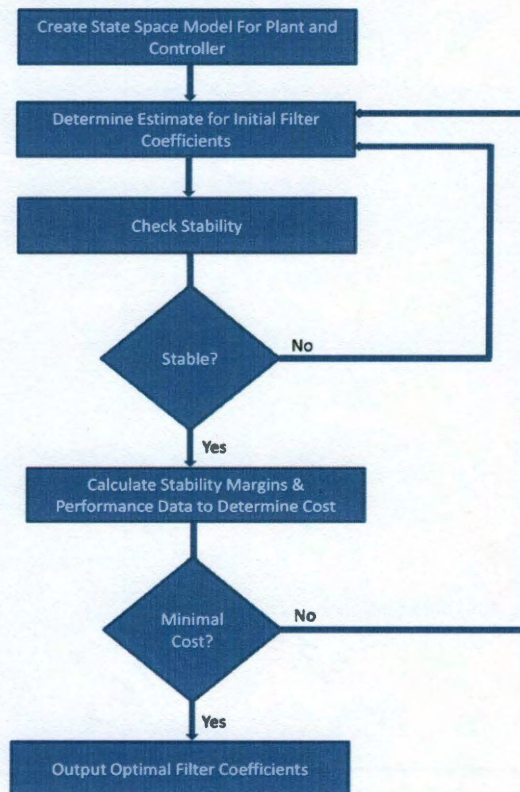 Create State Space Model For Plant and
Controller
Determine Estimate for Initial Filter
Coefficients
Check Stability
Stable?
No
Yes
Calculate Stability Margins &
Performance Data to Determine Cost
Minimal
Cost?
No
Yes
Output Optimal Filter Coefficients